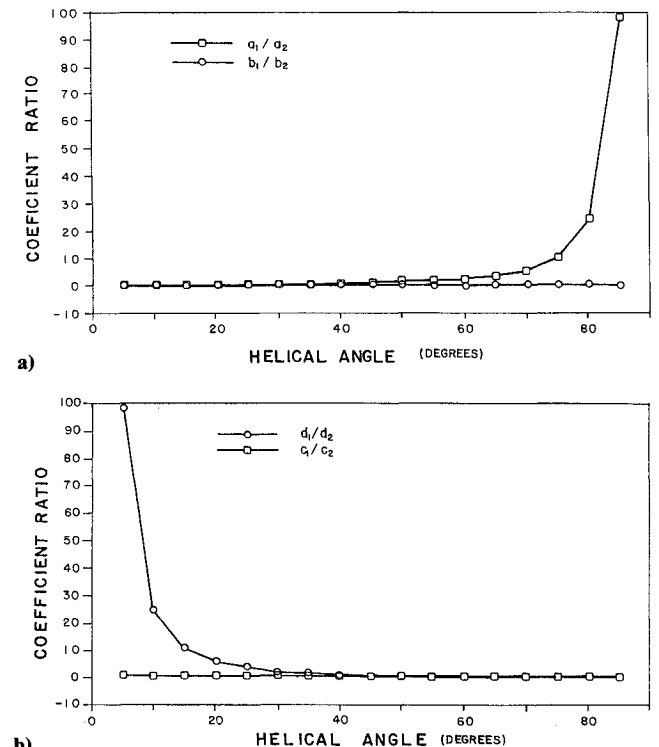 100
90
80
70
60
50
40
30
20
10
0
-10
COEFICIENT RATIO
a₁/a₂
b₁/b₂
0 20 40 60 80
HELICAL ANGLE (DEGREES)
a)
100
90
80
70
60
50
40
30
20
10
0
-10
COEFFICIENT RATIO
d₁/d₂
c₁/c₂
-0 20 40 60 80
HELICAL ANGLE (DEGREES)
b)